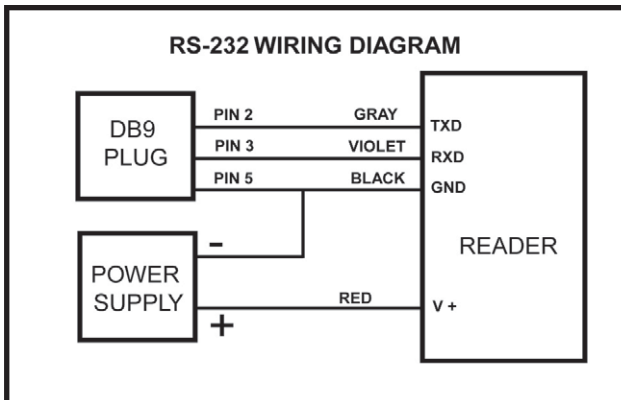 RS-232 WIRING DIAGRAM
DB9
PLUG
PIN 2
GRAY
TXD
PIN 3
VIOLET
RXD
PIN 5
BLACK
GND
READER
-
POWER
SUPPLY
+
RED
V +